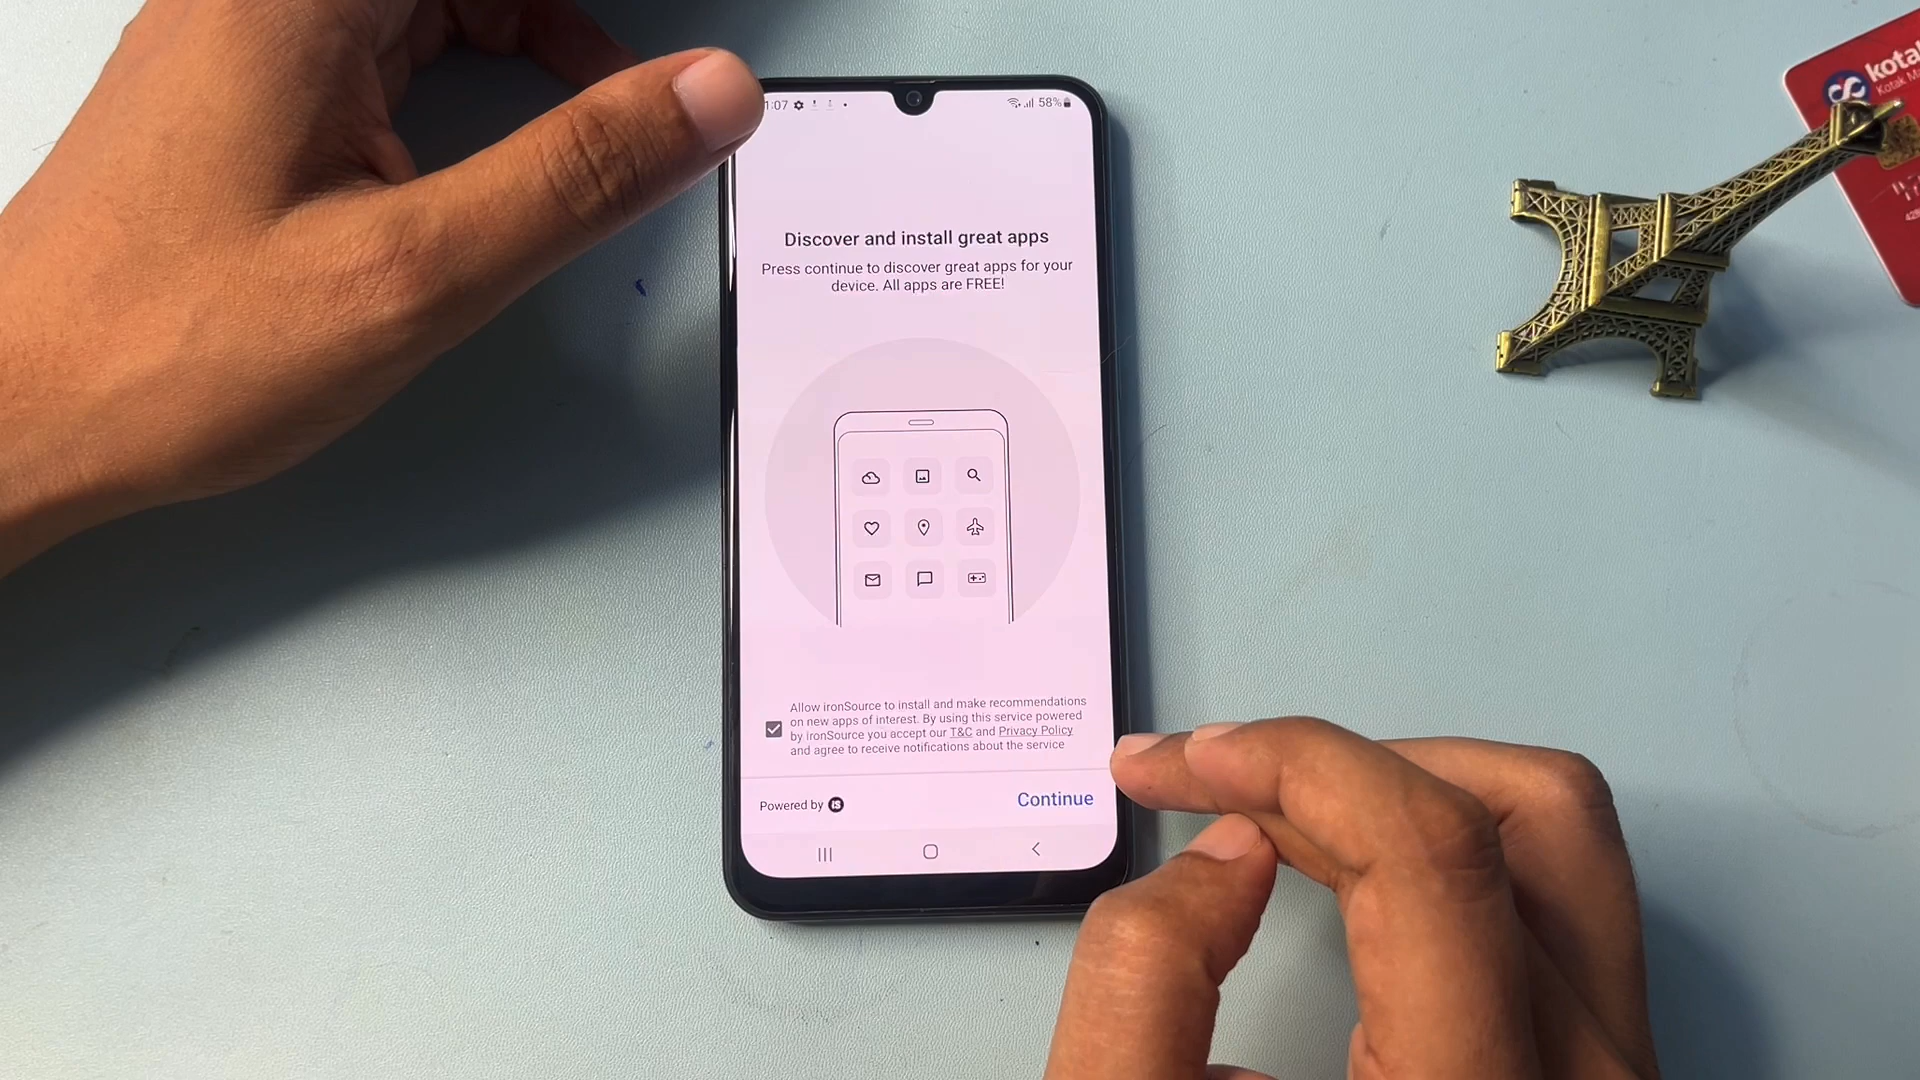 1:07
58%
Discover and install great apps
Press continue to discover great apps for your
device. All apps are FREE!
Allow ironSource to install and make recommendations
on new apps of interest. By using this service powered
by ironSource you accept our T&C and Privacy Policy
and agree to receive notifications about the service
Powered by iS
Continue
kota
Kotak M